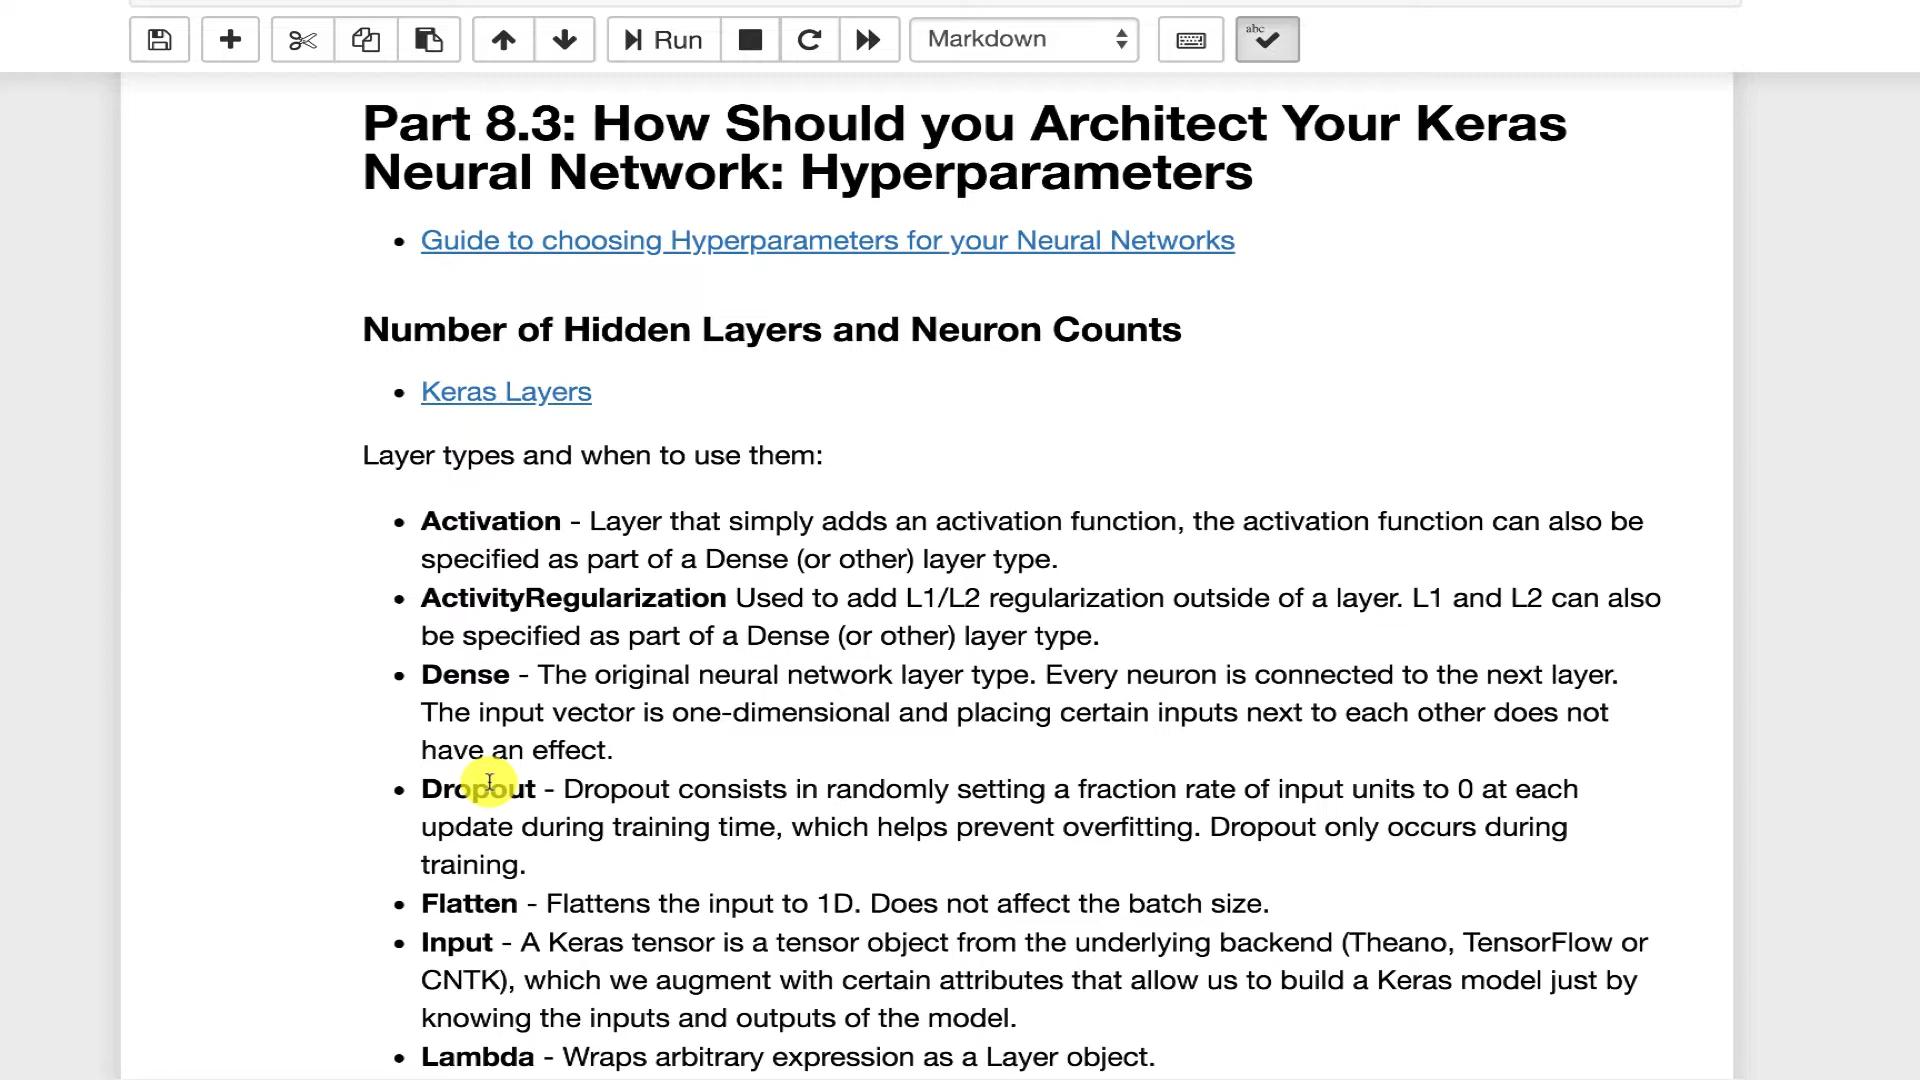 Run
Markdown
abc
Part 8.3: How Should you Architect Your Keras
Neural Network: Hyperparameters
Guide to choosing Hyperparameters for your Neural Networks
Number of Hidden Layers and Neuron Counts
Keras Layers
Layer types and when to use them:
Activation - Layer that simply adds an activation function, the activation function can also be
specified as part of a Dense (or other) layer type.
ActivityRegularization Used to add L1/L2 regularization outside of a layer. L1 and L2 can also
be specified as part of a Dense (or other) layer type.
Dense - The original neural network layer type. Every neuron is connected to the next layer.
The input vector is one-dimensional and placing certain inputs next to each other does not
have an effect.
Dropout - Dropout consists in randomly setting a fraction rate of input units to 0 at each
update during training time, which helps prevent overfitting. Dropout only occurs during
training.
Flatten - Flattens the input to 1D. Does not affect the batch size.
Input - A Keras tensor is a tensor object from the underlying backend (Theano, TensorFlow or
CNTK), which we augment with certain attributes that allow us to build a Keras model just by
knowing the inputs and outputs of the model.
Lambda - Wraps arbitrary expression as a Layer object.